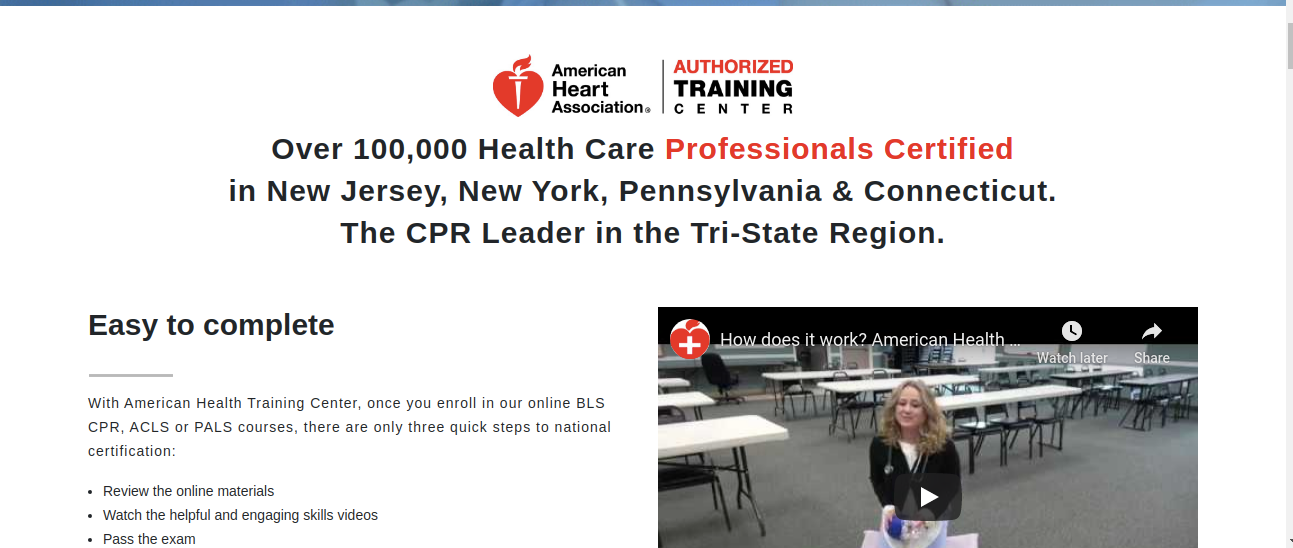 American
Heart
Association®
AUTHORIZED
TRAINING
CENTER
Over 100,000 Health Care Professionals Certified
in New Jersey, New York, Pennsylvania & Connecticut.
The CPR Leader in the Tri-State Region.
Easy to complete
With American Health Training Center, once you enroll in our online BLS
CPR, ACLS or PALS courses, there are only three quick steps to national
certification:
• Review the online materials
• Watch the helpful and engaging skills videos
• Pass the exam
How does it work? American Health ...
Watch later
Share